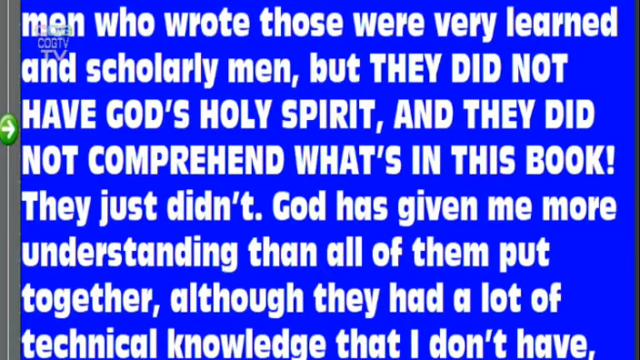 men who wrote those were very learned
COGTV
TV
and scholarly men, but THEY DID NOT
HAVE GOD'S HOLY SPIRIT, AND THEY DID
NOT COMPREHEND WHAT'S IN THIS BOOK!
They just didn't. God has given me more
understanding than all of them put
together, although they had a lot of
technical knowledge that I don't have,